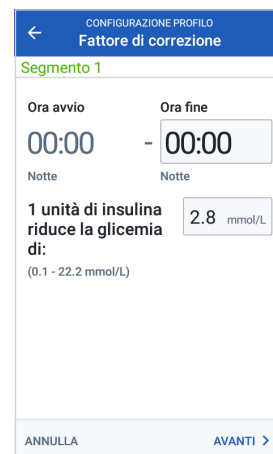 CONFIGURAZIONE PROFILO
Fattore di correzione
Segmento 1
Ora avvio Ora fine
00:00 - 00:00
Notte Notte
1 unità di insulina
riduce la glicemia
di:
2.8 mmol/L
(0.1 - 22.2 mmol/L)
ANNULLA AVANTI